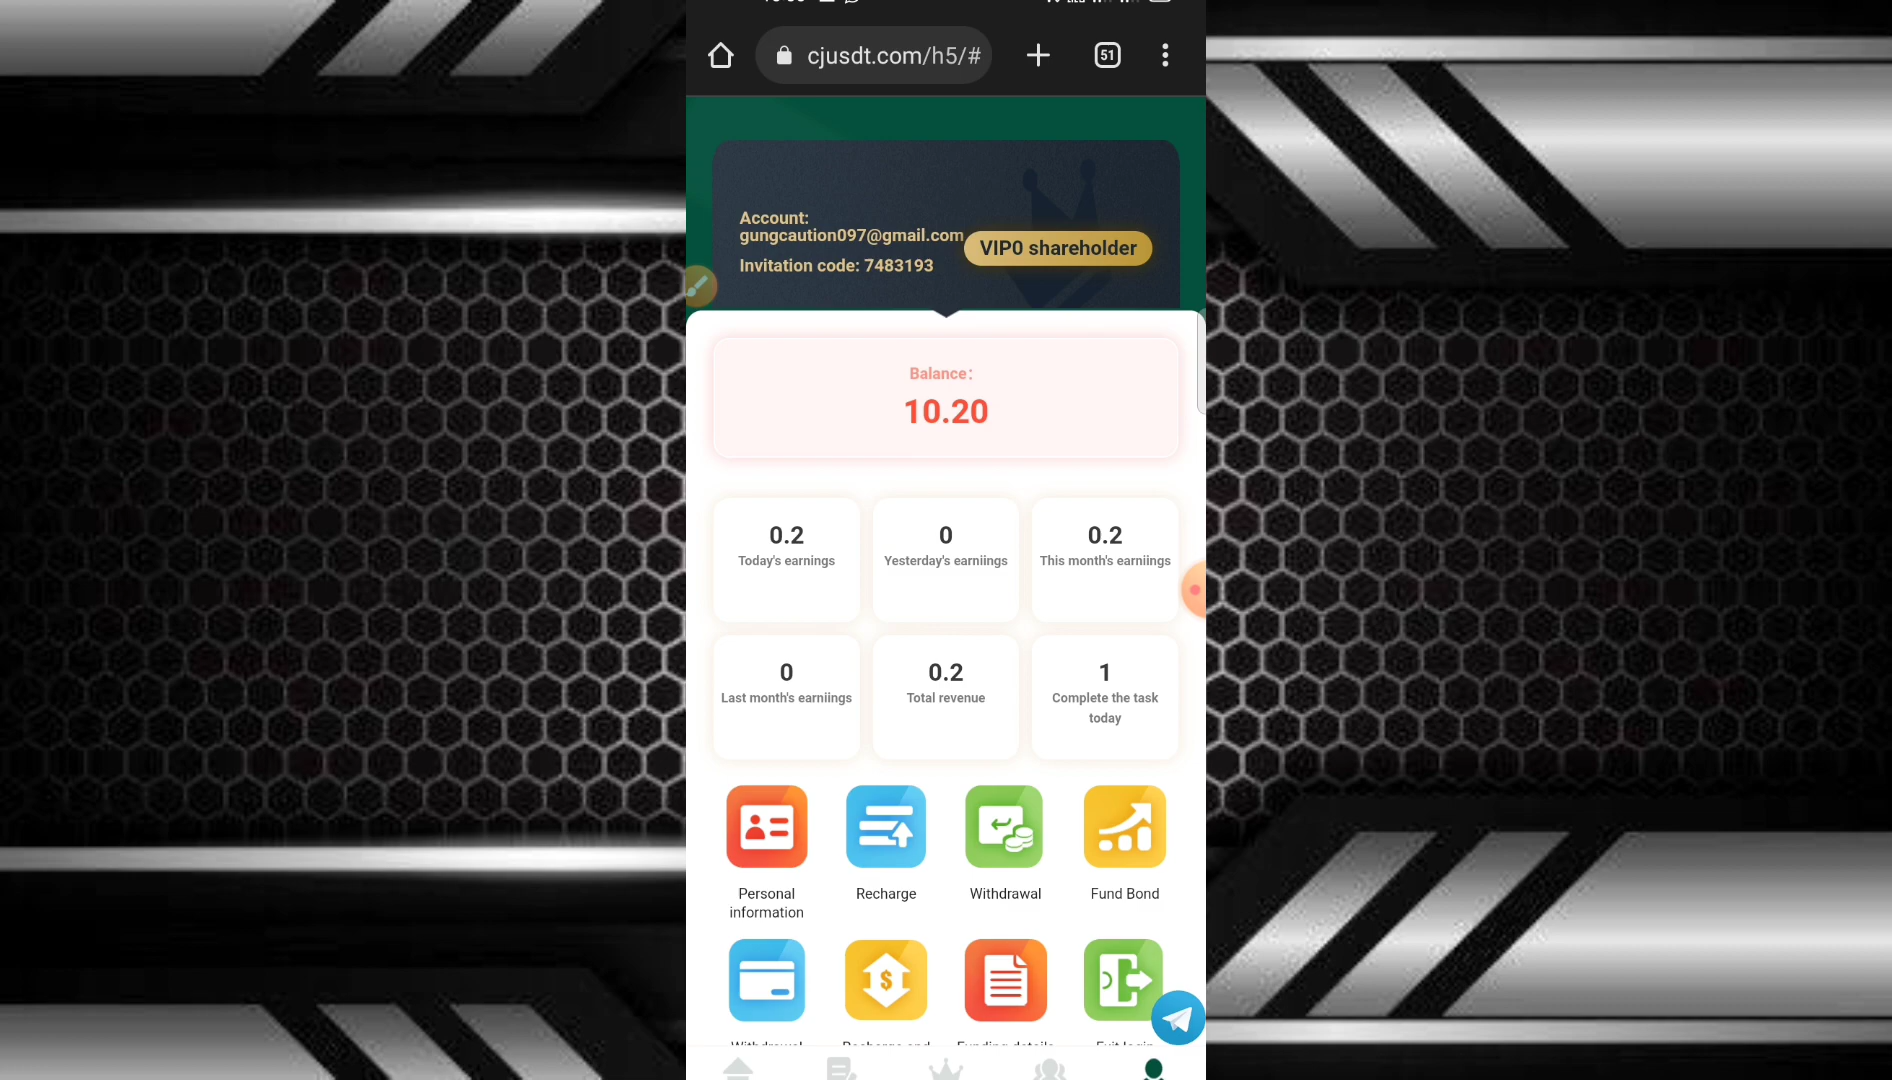 cjusdt.com/h5/#
51
Account:
gungcaution097@gmail.com
VIP0 shareholder
Invitation code: 7483193
Balance:
10.20
0.2
0
0.2
Today's earnings
Yesterday's earniings
This month's earniings
0
0.2
1
Last month's earniings
Total revenue
Complete the task
today
Personal
information
Recharge
Withdrawal
Fund Bond